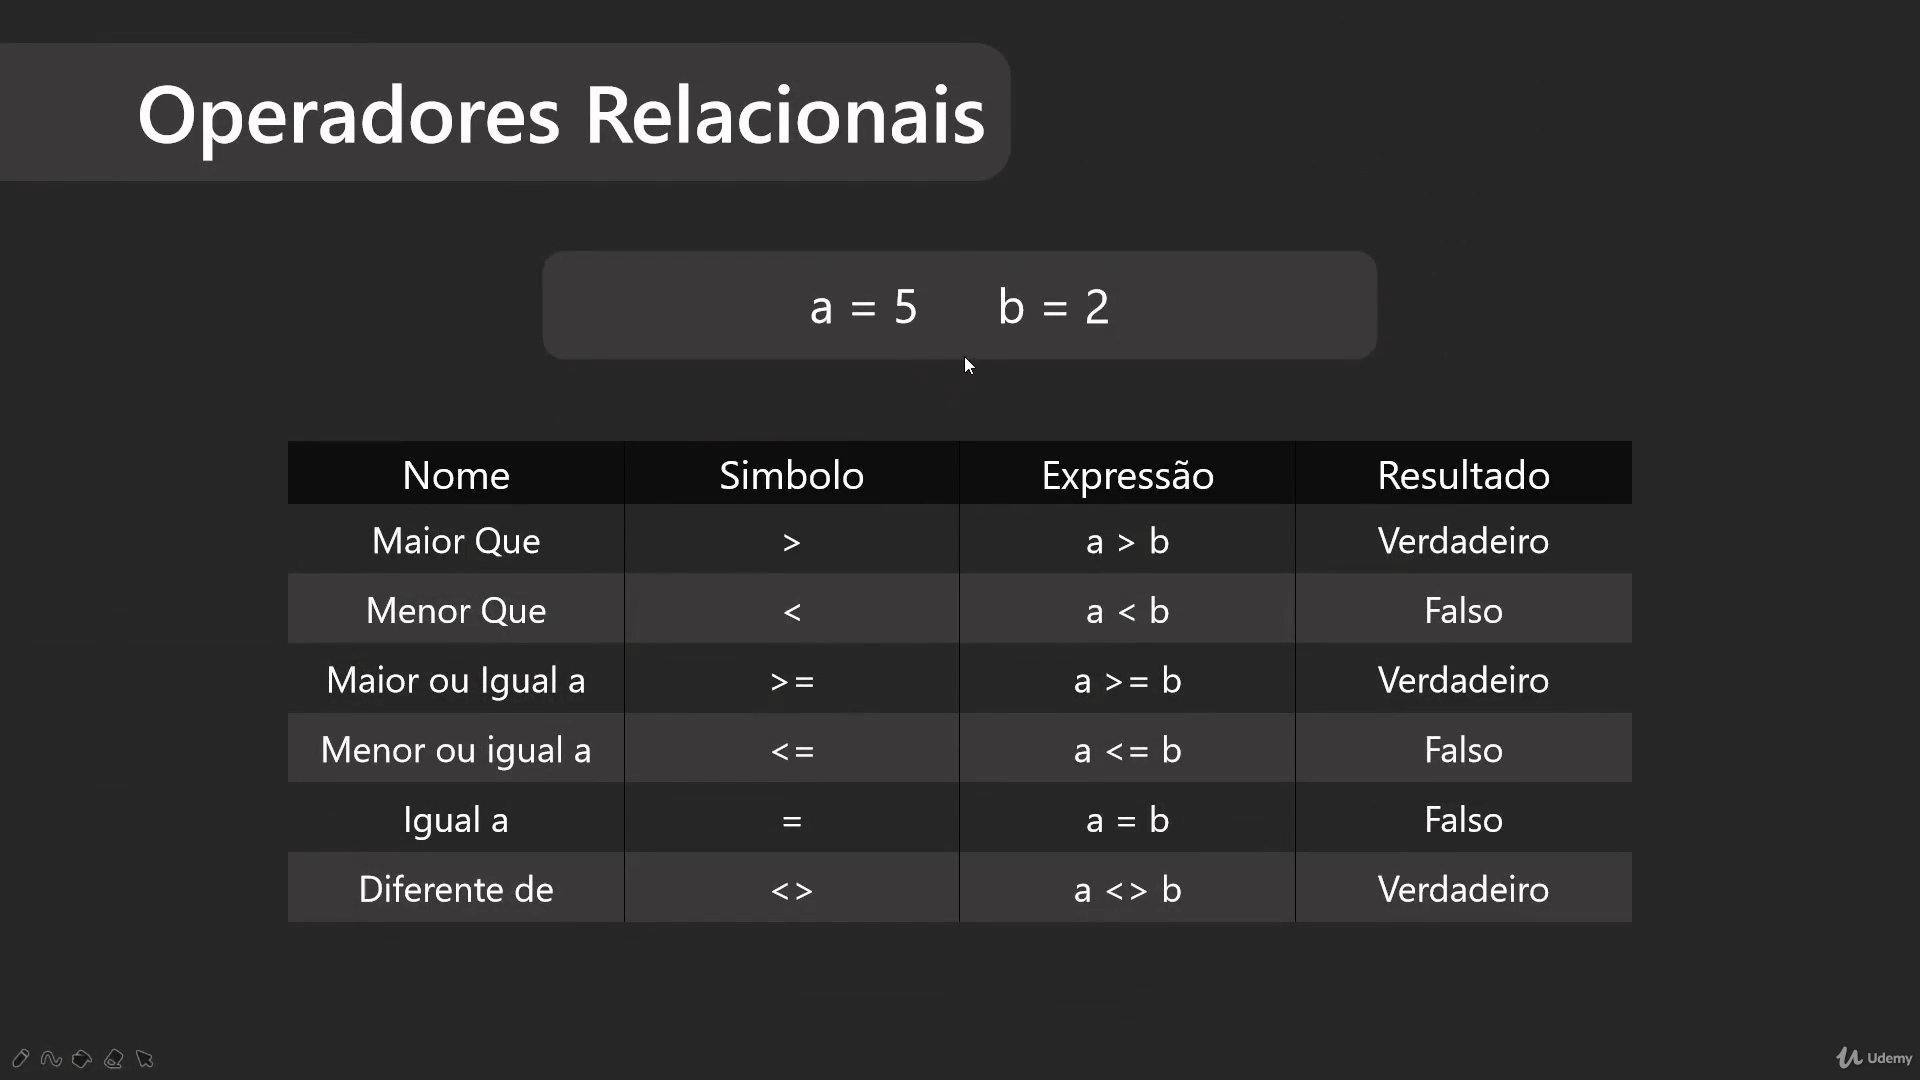 Operadores Relacionais
a = 5 b = 2
Nome Simbolo Expressão Resultado
Maior Que > a > b Verdadeiro
Menor Que < a < b Falso
Maior ou Igual a >= a >= b Verdadeiro
Menor ou igual a <= a <= b Falso
Igual a = a = b Falso
Diferente de <> a <> b Verdadeiro
Udemy